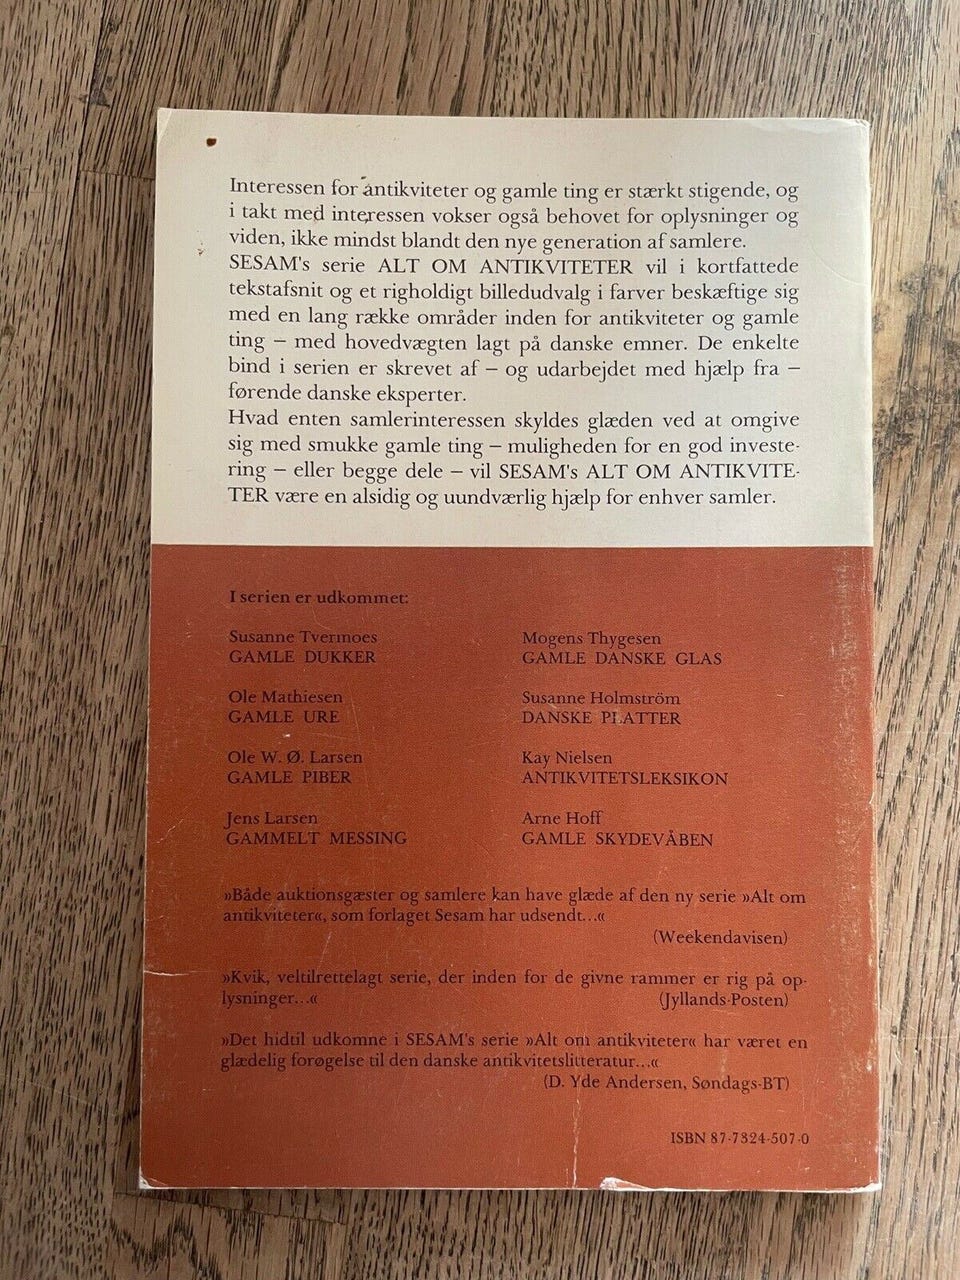 Interessen for antikviteter og gamle ting er stærkt stigende, og
i takt med interessen vokser også behovet for oplysninger og
viden, ikke mindst blandt den nye generation af samlere.
SESAM's serie ALT OM ANTIKVITETER vil i kortfattede
tekstafsnit og et righoldigt billedudvalg i farver beskæftige sig
med en lang række områder inden for antikviteter og gamle
ting – med hovedvægten lagt på danske emner. De enkelte
bind i serien er skrevet af – og udarbejdet med hjælp fra –
førende danske eksperter.
Hvad enten samlerinteressen skyldes glæden ved at omgive
sig med smukke gamle ting – muligheden for en god investe-
ring – eller begge dele – vil SESAM's ALT OM ANTIKVITE-
TER være en alsidig og uundværlig hjælp for enhver samler.
I serien er udkommet:
Susanne Tvermoes
GAMLE DUKKER
Ole Mathiesen
GAMLE URE
Ole W. Ø. Larsen
GAMLE PIBER
Jens Larsen
GAMMELT MESSING
Mogens Thygesen
GAMLE DANSKE GLAS
Susanne Holmström
DANSKE PLATTER
Kay Nielsen
ANTIKVITETSLEKSIKON
Arne Hoff
GAMLE SKYDEVÅBEN
»Både auktionsgæster og samlere kan have glæde af den ny serie »Alt om
antikviteter«, som forlaget Sesam har udsendt...«
(Weekendavisen)
»Kvik, veltilrettelagt serie, der inden for de givne rammer er rig på op-
lysninger...« (Jyllands-Posten)
»Det hidtil udkomne i SESAM's serie »Alt om antikviteter« har været en
glædelig forøgelse til den danske antikvitetslitteratur...«
(D. Yde Andersen, Søndags-BT)
ISBN 87-7324-507-0